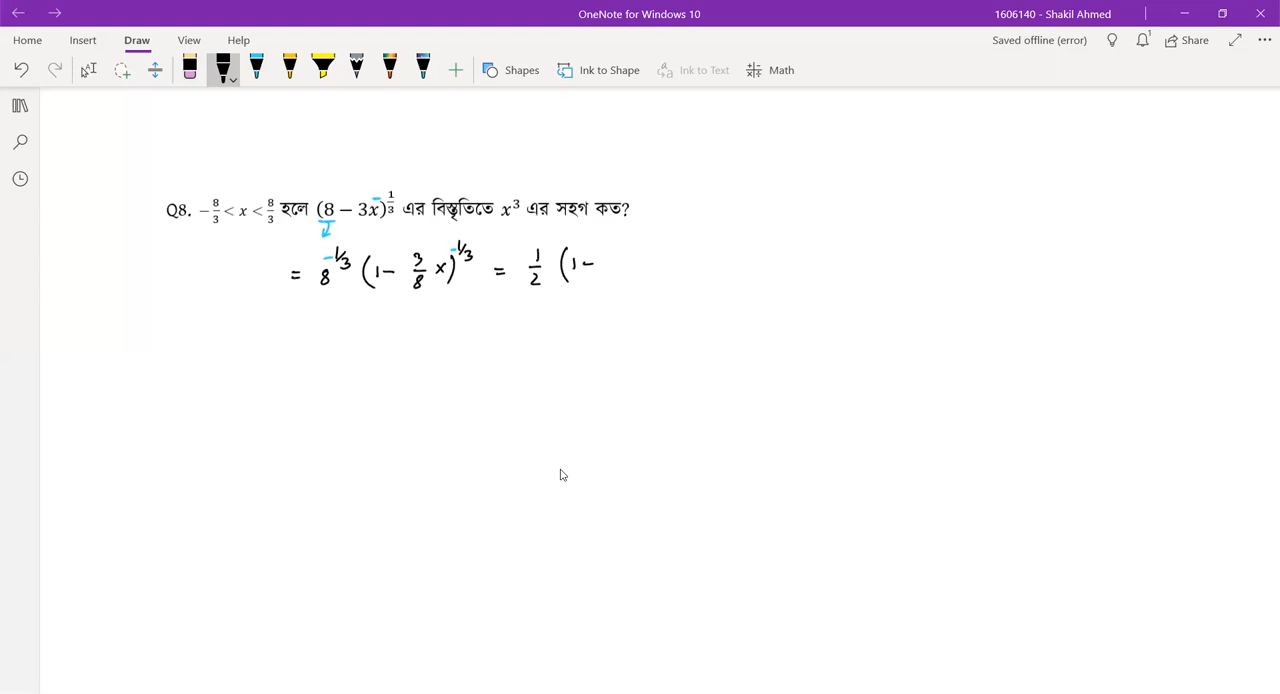 OneNote for Windows 10
1606140 - Shakil Ahmed
Home Insert Draw View Help
Saved offline (error) 1 Share
Shapes Ink to Shape Ink to Text Math
Q8. −8/3 < x < 8/3 হলে (8 − 3x)^-1/3 এর বিস্তৃতিতে x³ এর সহগ কত?
= 8^-1/3 (1 − 3/8 x)^-1/3 = 1/2 (1 −